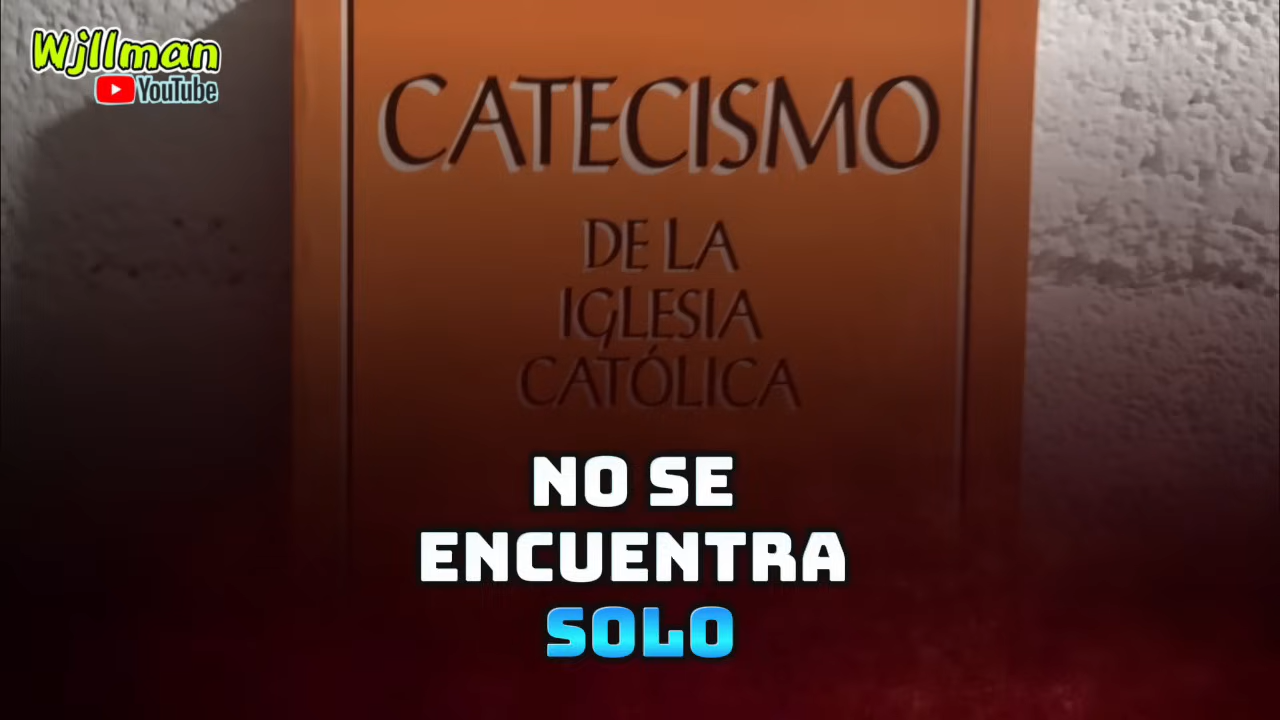 Wjllman
YouTube
CATECISMO
DE LA
IGLESIA
CATÓLICA
NO SE
ENCUENTRA
SOLO